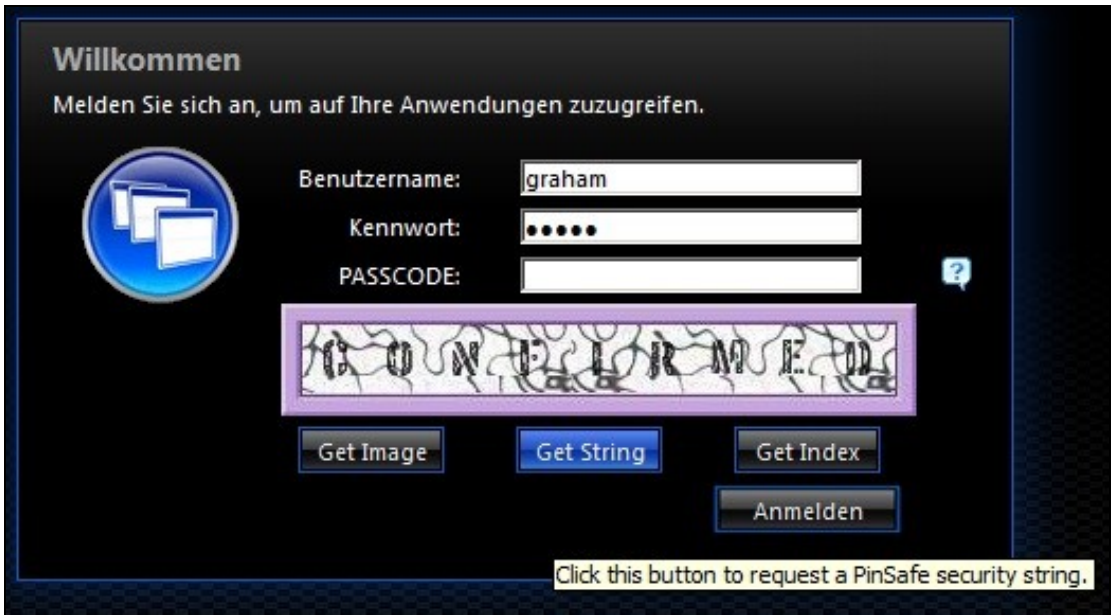 Willkommen
Melden Sie sich an, um auf Ihre Anwendungen zuzugreifen.
Benutzername: graham
Kennwort: •••••
PASSCODE:
?
C O N F I R M E D
Get Image Get String Get Index
Anmelden
Click this button to request a PinSafe security string.